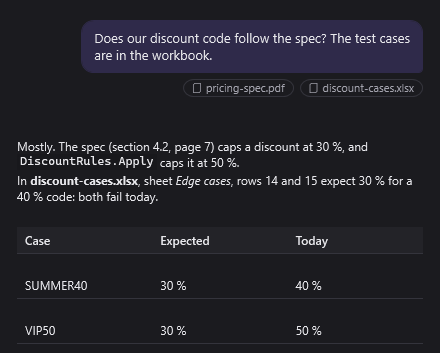 Does our discount code follow the spec? The test cases
are in the workbook.
pricing-spec.pdf discount-cases.xlsx
Mostly. The spec (section 4.2, page 7) caps a discount at 30 %, and
DiscountRules.Apply caps it at 50 %.
In discount-cases.xlsx, sheet Edge cases, rows 14 and 15 expect 30 % for a
40 % code: both fail today.
Case Expected Today
SUMMER40 30 % 40 %
VIP50 30 % 50 %